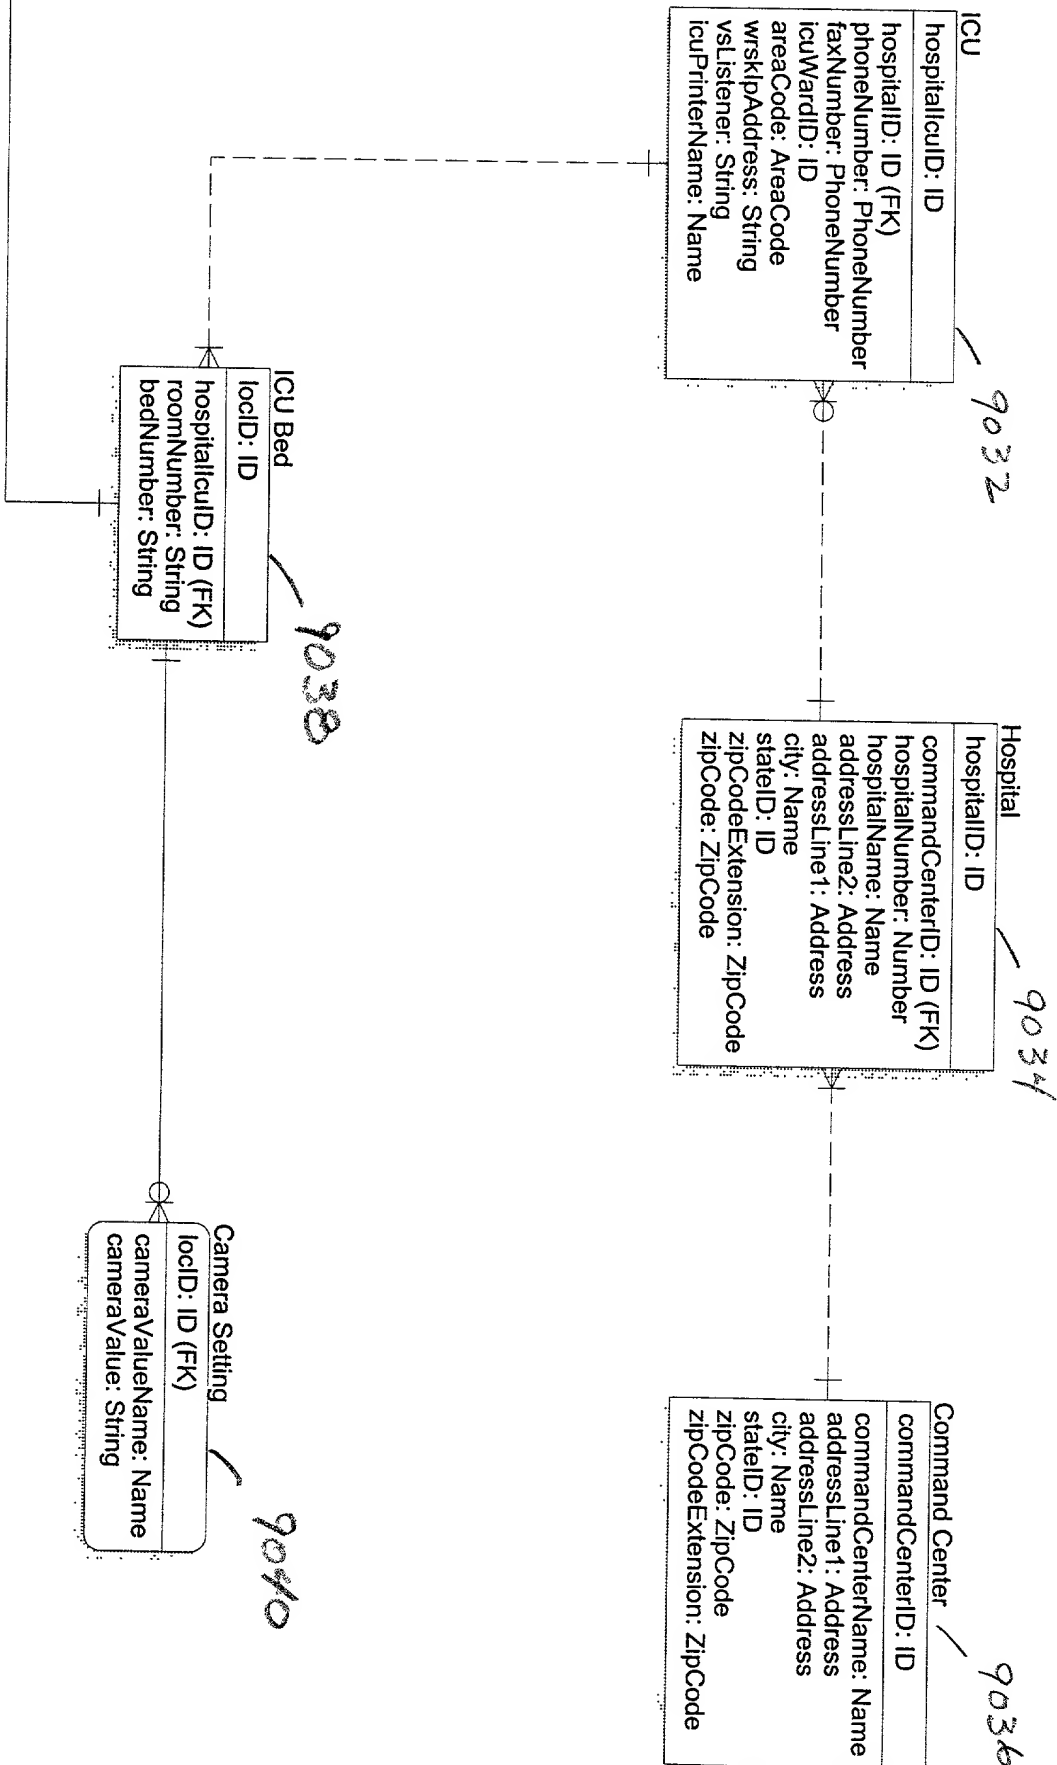 ICU
hospitalIcuID: ID
hospitalID: ID (FK)
phoneNumber: PhoneNumber
faxNumber: PhoneNumber
icuWardID: ID
areaCode: AreaCode
wrskIpAddress: String
vsListener: String
icuPrinterName: Name
9032
Hospital
hospitalID: ID
commandCenterID: ID (FK)
hospitalNumber: Number
hospitalName: Name
addressLine2: Address
addressLine1: Address
city: Name
stateID: ID
zipCodeExtension: ZipCode
zipCode: ZipCode
9034
Command Center
commandCenterID: ID
commandCenterName: Name
addressLine1: Address
addressLine2: Address
city: Name
stateID: ID
zipCode: ZipCode
zipCodeExtension: ZipCode
9036
ICU Bed
locID: ID
hospitalIcuID: ID (FK)
roomNumber: String
bedNumber: String
9038
Camera Setting
locID: ID (FK)
cameraValueName: Name
cameraValue: String
9040